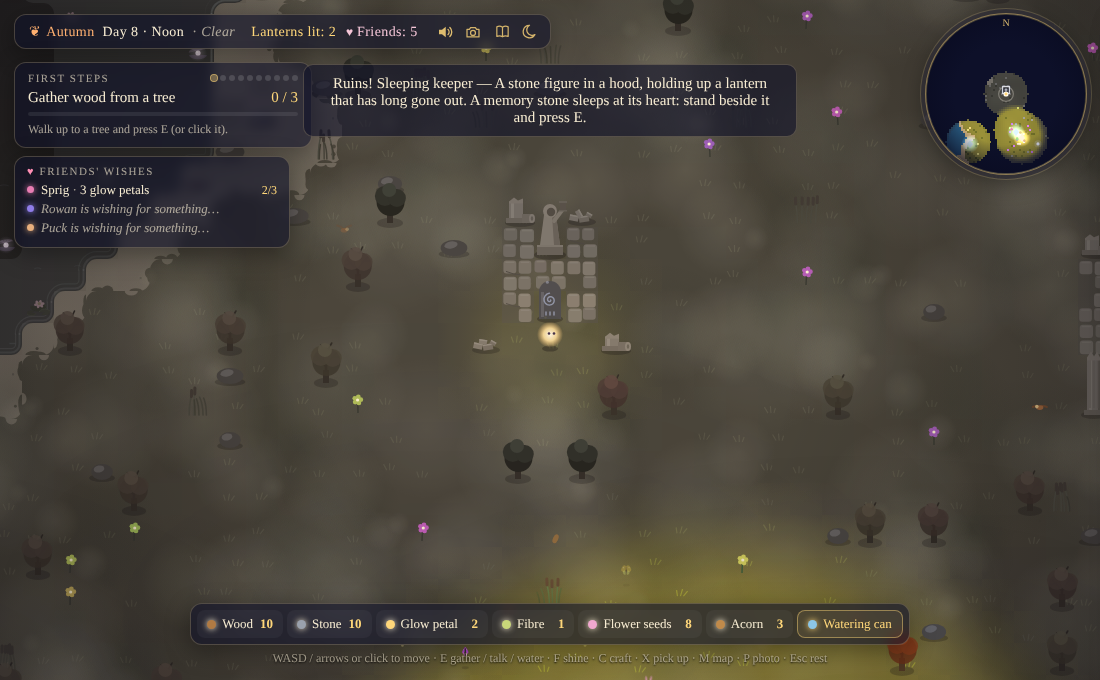 Autumn Day 8 · Noon · Clear Lanterns lit: 2 ♥ Friends: 5
N
FIRST STEPS
Gather wood from a tree 0 / 3
Walk up to a tree and press E (or click it).
Ruins! Sleeping keeper — A stone figure in a hood, holding up a lantern
that has long gone out. A memory stone sleeps at its heart: stand beside it
and press E.
♥ FRIENDS' WISHES
Sprig · 3 glow petals 2/3
Rowan is wishing for something…
Puck is wishing for something…
Wood 10 Stone 10 Glow petal 2 Fibre 1 Flower seeds 8 Acorn 3 Watering can
WASD / arrows or click to move · E gather / talk / water · F shine · C craft · X pick up · M map · P photo · Esc rest